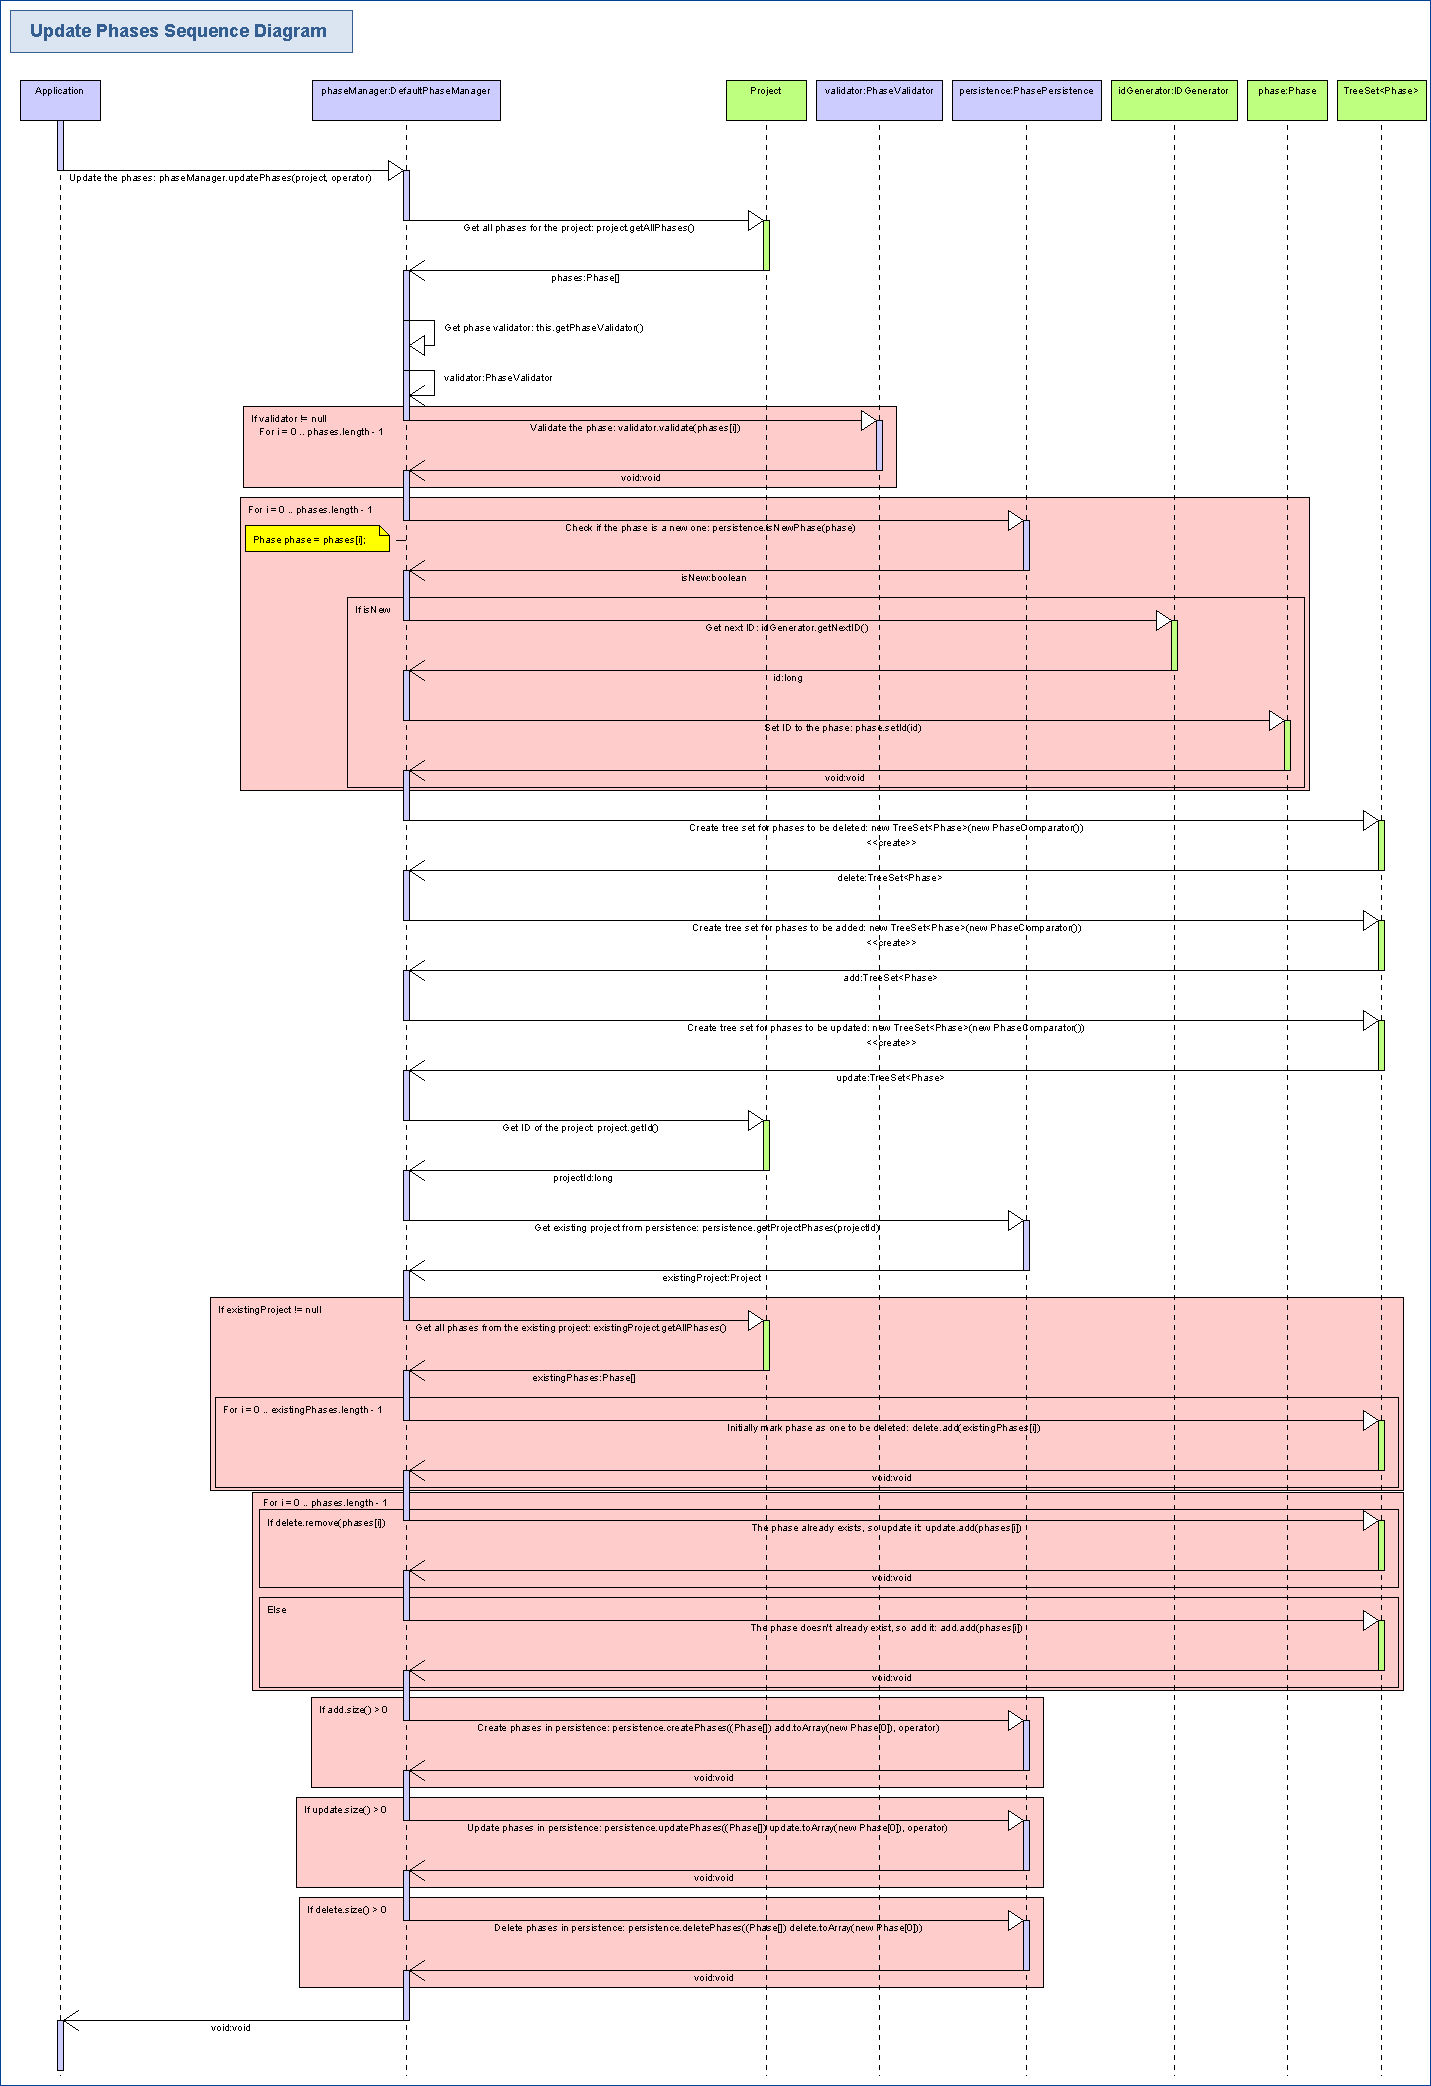 Update Phases Sequence Diagram
Application
phaseManager:DefaultPhaseManager
Project
validator:PhaseValidator
persistence:PhasePersistence
idGenerator:IDGenerator
phase:Phase
TreeSet<Phase>
Update the phases: phaseManager.updatePhases(project, operator)
Get all phases for the project: project.getAllPhases()
phases:Phase[]
Get phase validator: this.getPhaseValidator()
validator:PhaseValidator
If validator != null
For i = 0 .. phases.length - 1
Validate the phase: validator.validate(phases[i])
void:void
For i = 0 .. phases.length - 1
Check if the phase is a new one: persistence.isNewPhase(phase)
Phase phase = phases[i];
isNew:boolean
If isNew
Get next ID: idGenerator.getNextID()
id:long
Set ID to the phase: phase.setId(id)
void:void
Create tree set for phases to be deleted: new TreeSet<Phase>(new PhaseComparator())
<<create>>
delete:TreeSet<Phase>
Create tree set for phases to be added: new TreeSet<Phase>(new PhaseComparator())
<<create>>
add:TreeSet<Phase>
Create tree set for phases to be updated: new TreeSet<Phase>(new PhaseComparator())
<<create>>
update:TreeSet<Phase>
Get ID of the project: project.getId()
projectId:long
Get existing project from persistence: persistence.getProjectPhases(projectId)
existingProject:Project
If existingProject != null
Get all phases from the existing project: existingProject.getAllPhases()
existingPhases:Phase[]
For i = 0 .. existingPhases.length - 1
Initially mark phase as one to be deleted: delete.add(existingPhases[i])
void:void
For i = 0 .. phases.length - 1
If delete.remove(phases[i])
The phase already exists, so update it: update.add(phases[i])
void:void
Else
The phase doesn't already exist, so add it: add.add(phases[i])
void:void
If add.size() > 0
Create phases in persistence: persistence.createPhases((Phase[]) add.toArray(new Phase[0]), operator)
void:void
If update.size() > 0
Update phases in persistence: persistence.updatePhases((Phase[]) update.toArray(new Phase[0]), operator)
void:void
If delete.size() > 0
Delete phases in persistence: persistence.deletePhases((Phase[]) delete.toArray(new Phase[0]))
void:void
void:void